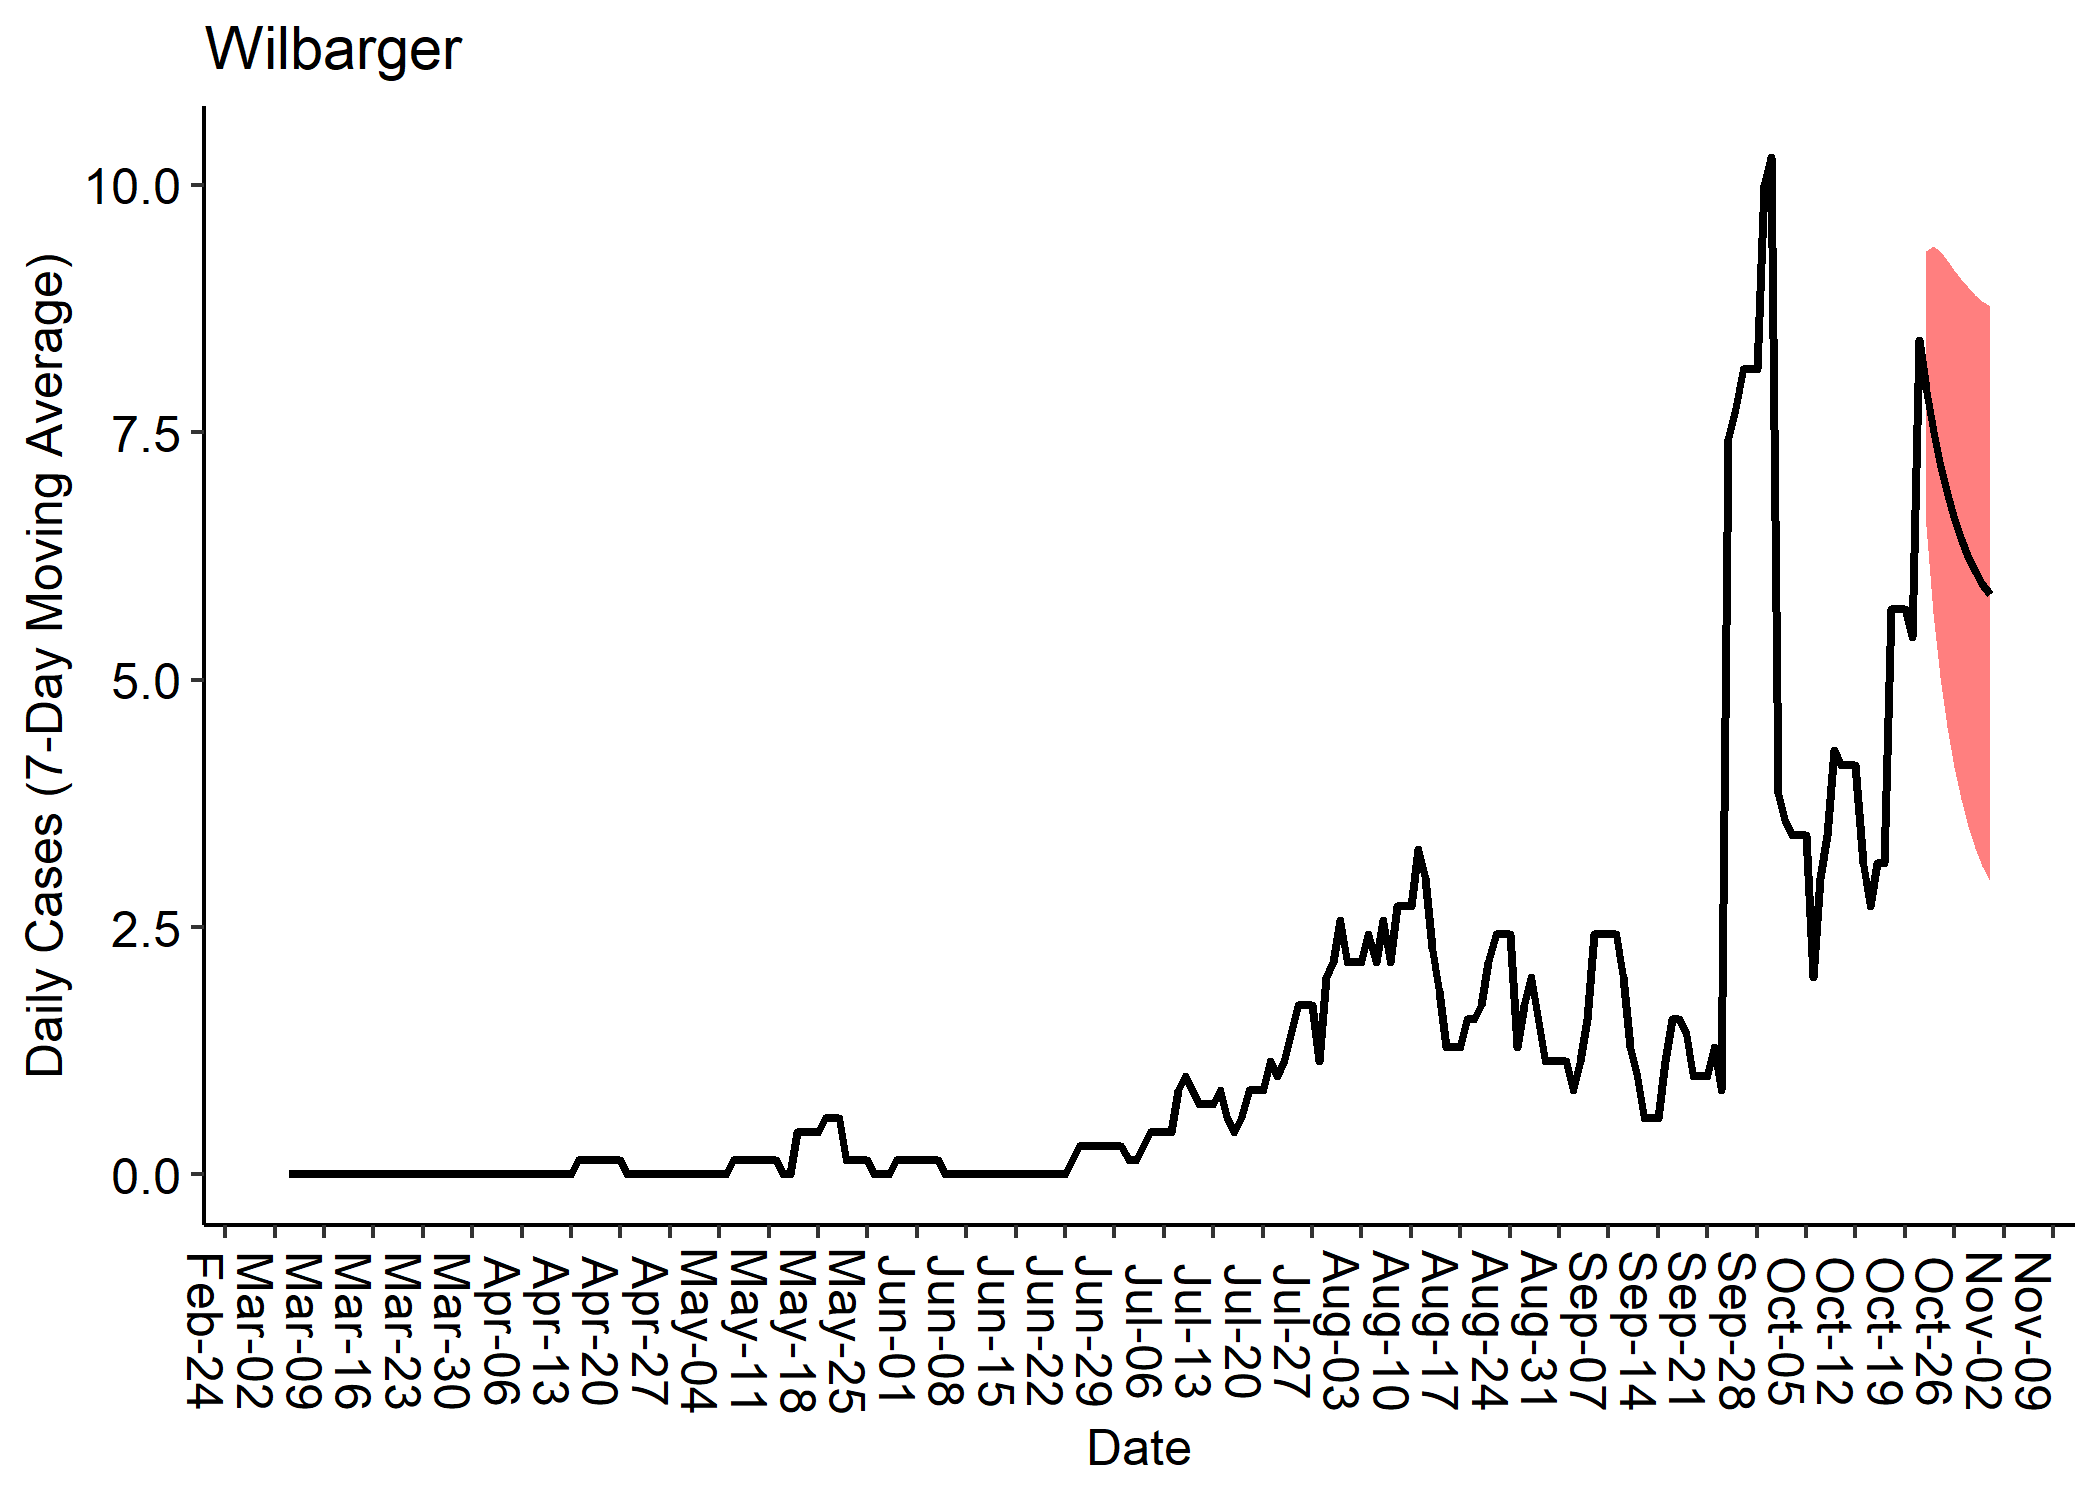 Wilbarger
Daily Cases (7-Day Moving Average)
10.0
7.5
5.0
2.5
0.0
Feb-24
Mar-02
Mar-09
Mar-16
Mar-23
Mar-30
Apr-06
Apr-13
Apr-20
Apr-27
May-04
May-11
May-18
May-25
Jun-01
Jun-08
Jun-15
Jun-22
Jun-29
Jul-06
Jul-13
Jul-20
Jul-27
Aug-03
Aug-10
Aug-17
Aug-24
Aug-31
Sep-07
Sep-14
Sep-21
Sep-28
Oct-05
Oct-12
Oct-19
Oct-26
Nov-02
Nov-09
Date